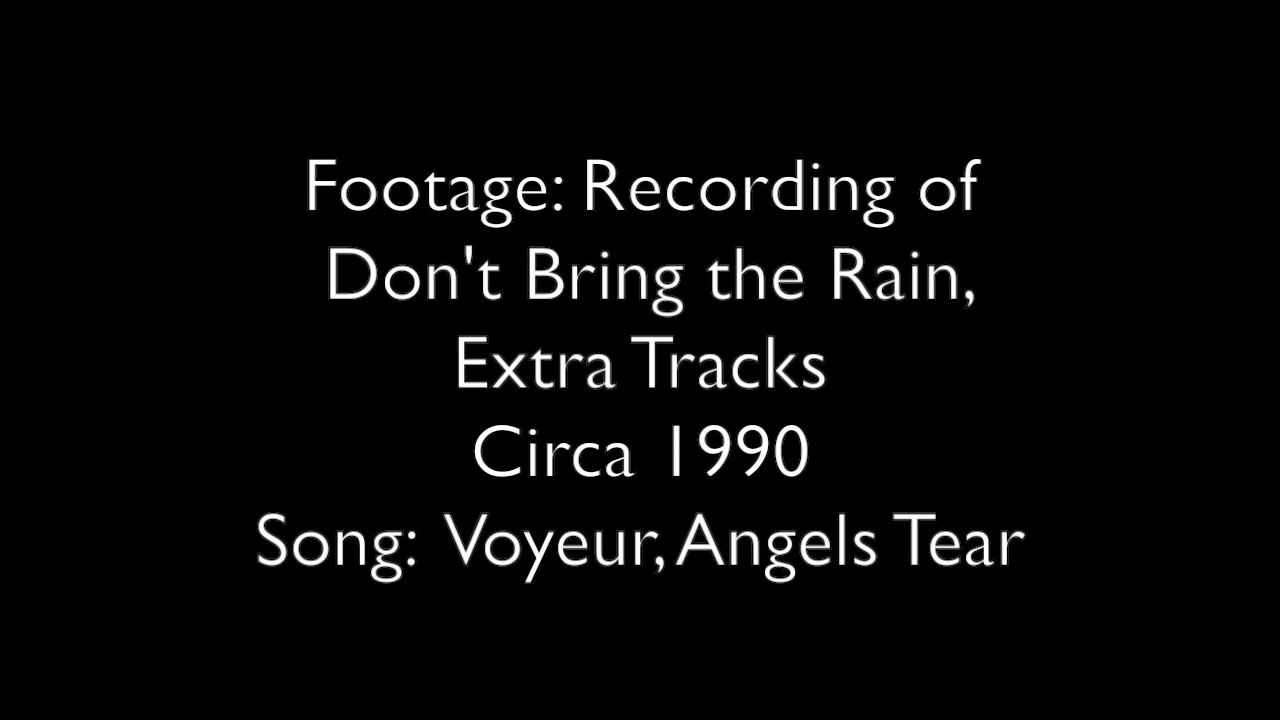 Footage: Recording of
Don't Bring the Rain,
Extra Tracks
Circa 1990
Song: Voyeur, Angels Tear